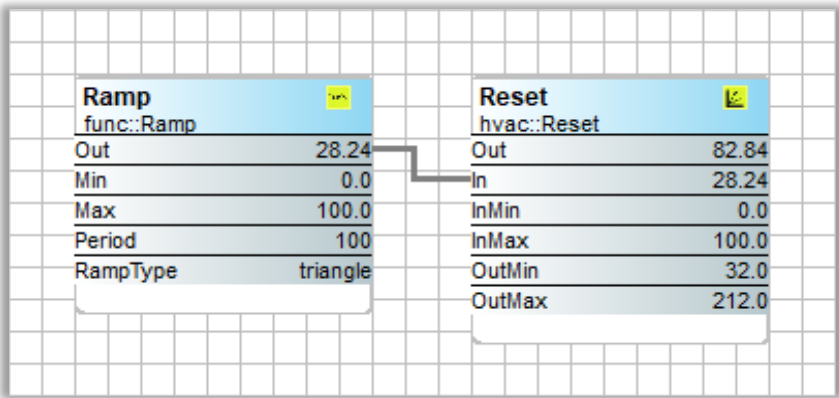 Ramp
func::Ramp
Out 28.24
Min 0.0
Max 100.0
Period 100
RampType triangle
Reset
hvac::Reset
Out 82.84
In 28.24
InMin 0.0
InMax 100.0
OutMin 32.0
OutMax 212.0